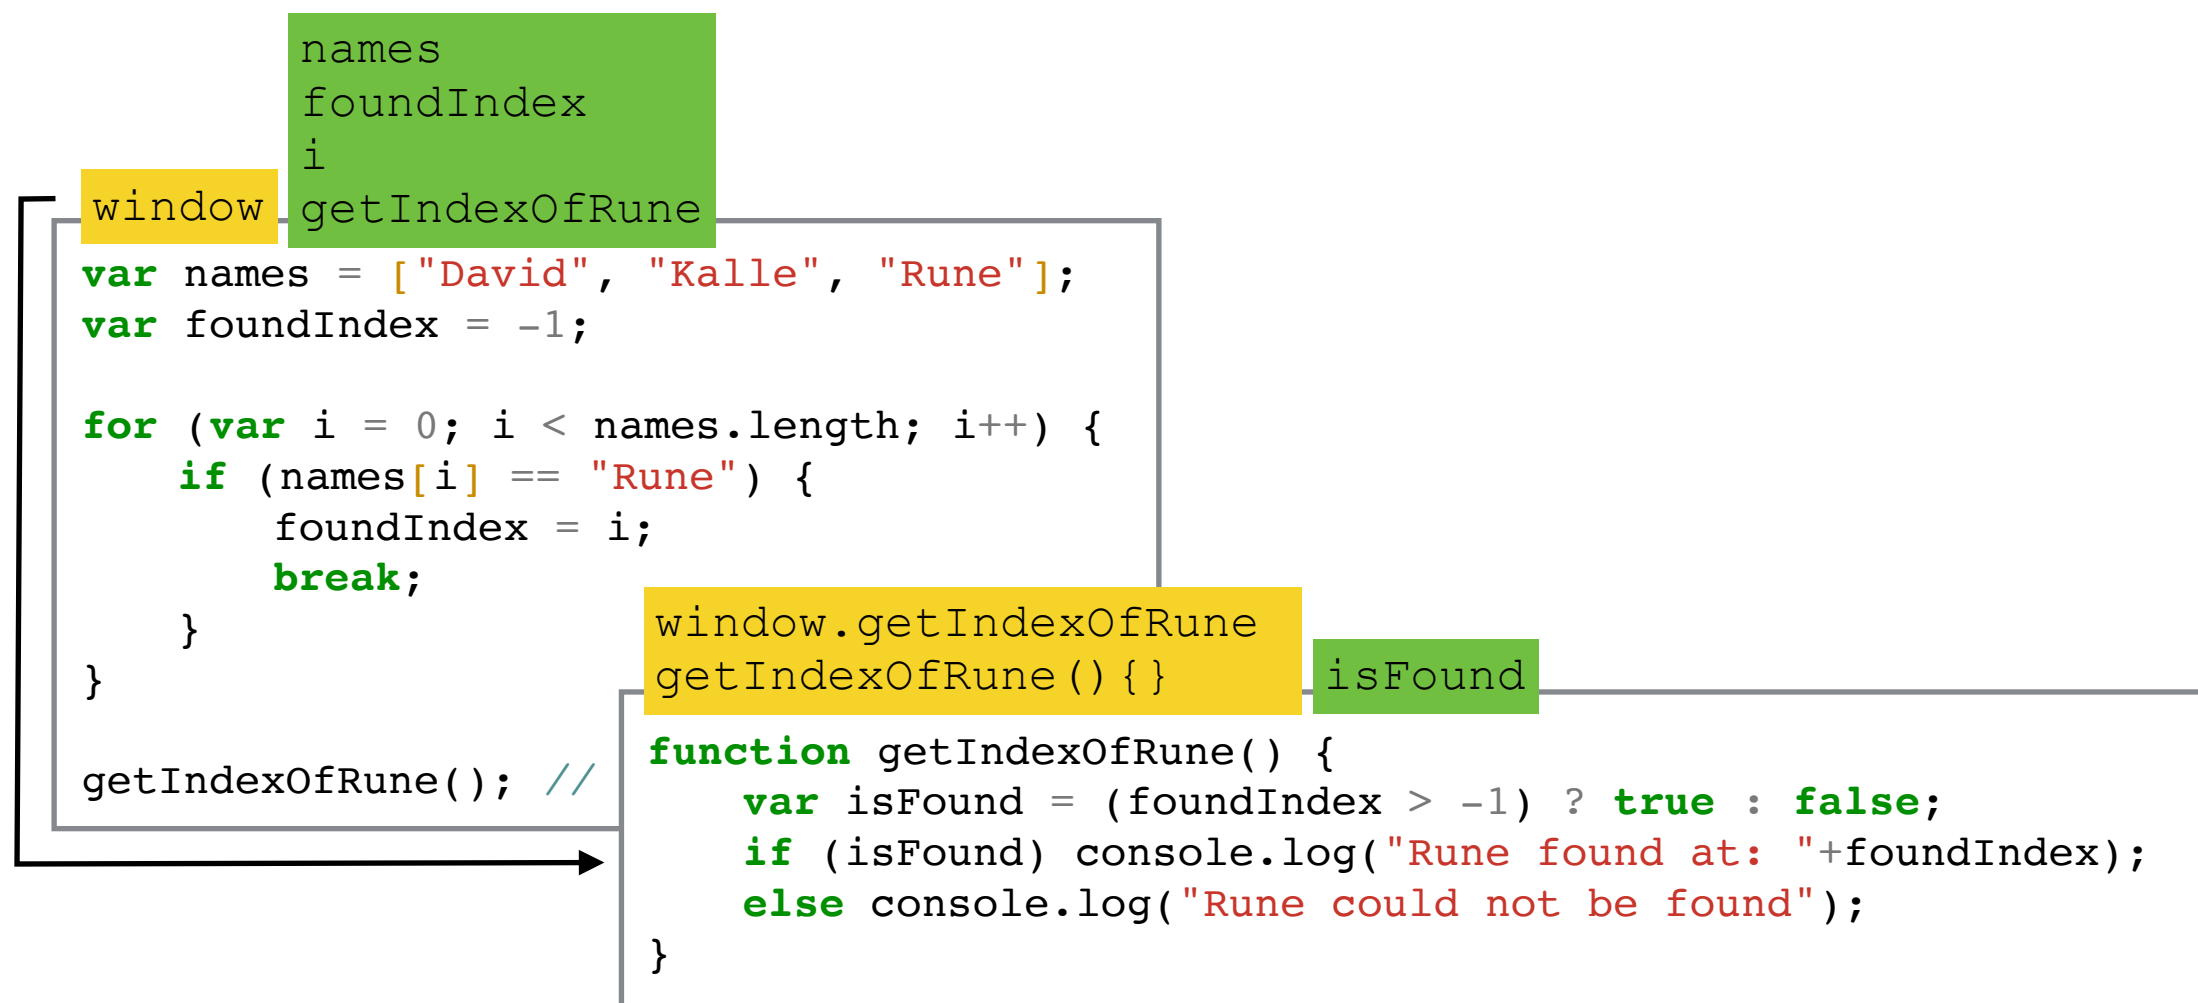 names
foundIndex
i
getIndexOfRune
window
var names = ["David", "Kalle", "Rune"];
var foundIndex = -1;
for (var i = 0; i < names.length; i++) {
    if (names[i] == "Rune") {
        foundIndex = i;
        break;
    }
}
getIndexOfRune(); //
window.getIndexOfRune
getIndexOfRune(){}
isFound
function getIndexOfRune() {
    var isFound = (foundIndex > -1) ? true : false;
    if (isFound) console.log("Rune found at: "+foundIndex);
    else console.log("Rune could not be found");
}